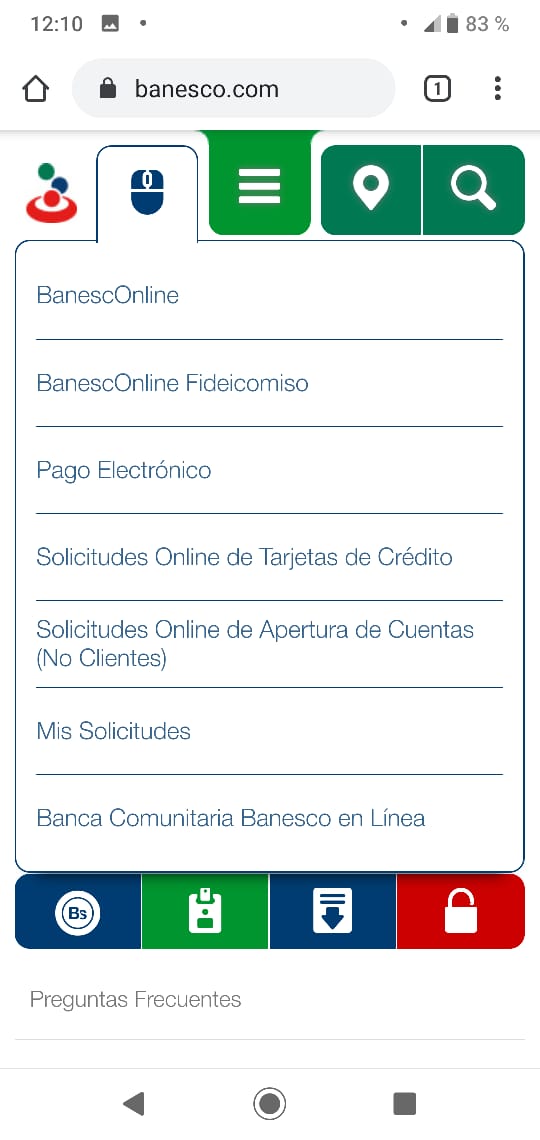 12:10
83 %
banesco.com
1
BanescOnline
BanescOnline Fideicomiso
Pago Electrónico
Solicitudes Online de Tarjetas de Crédito
Solicitudes Online de Apertura de Cuentas
(No Clientes)
Mis Solicitudes
Banca Comunitaria Banesco en Línea
Bs
Preguntas Frecuentes